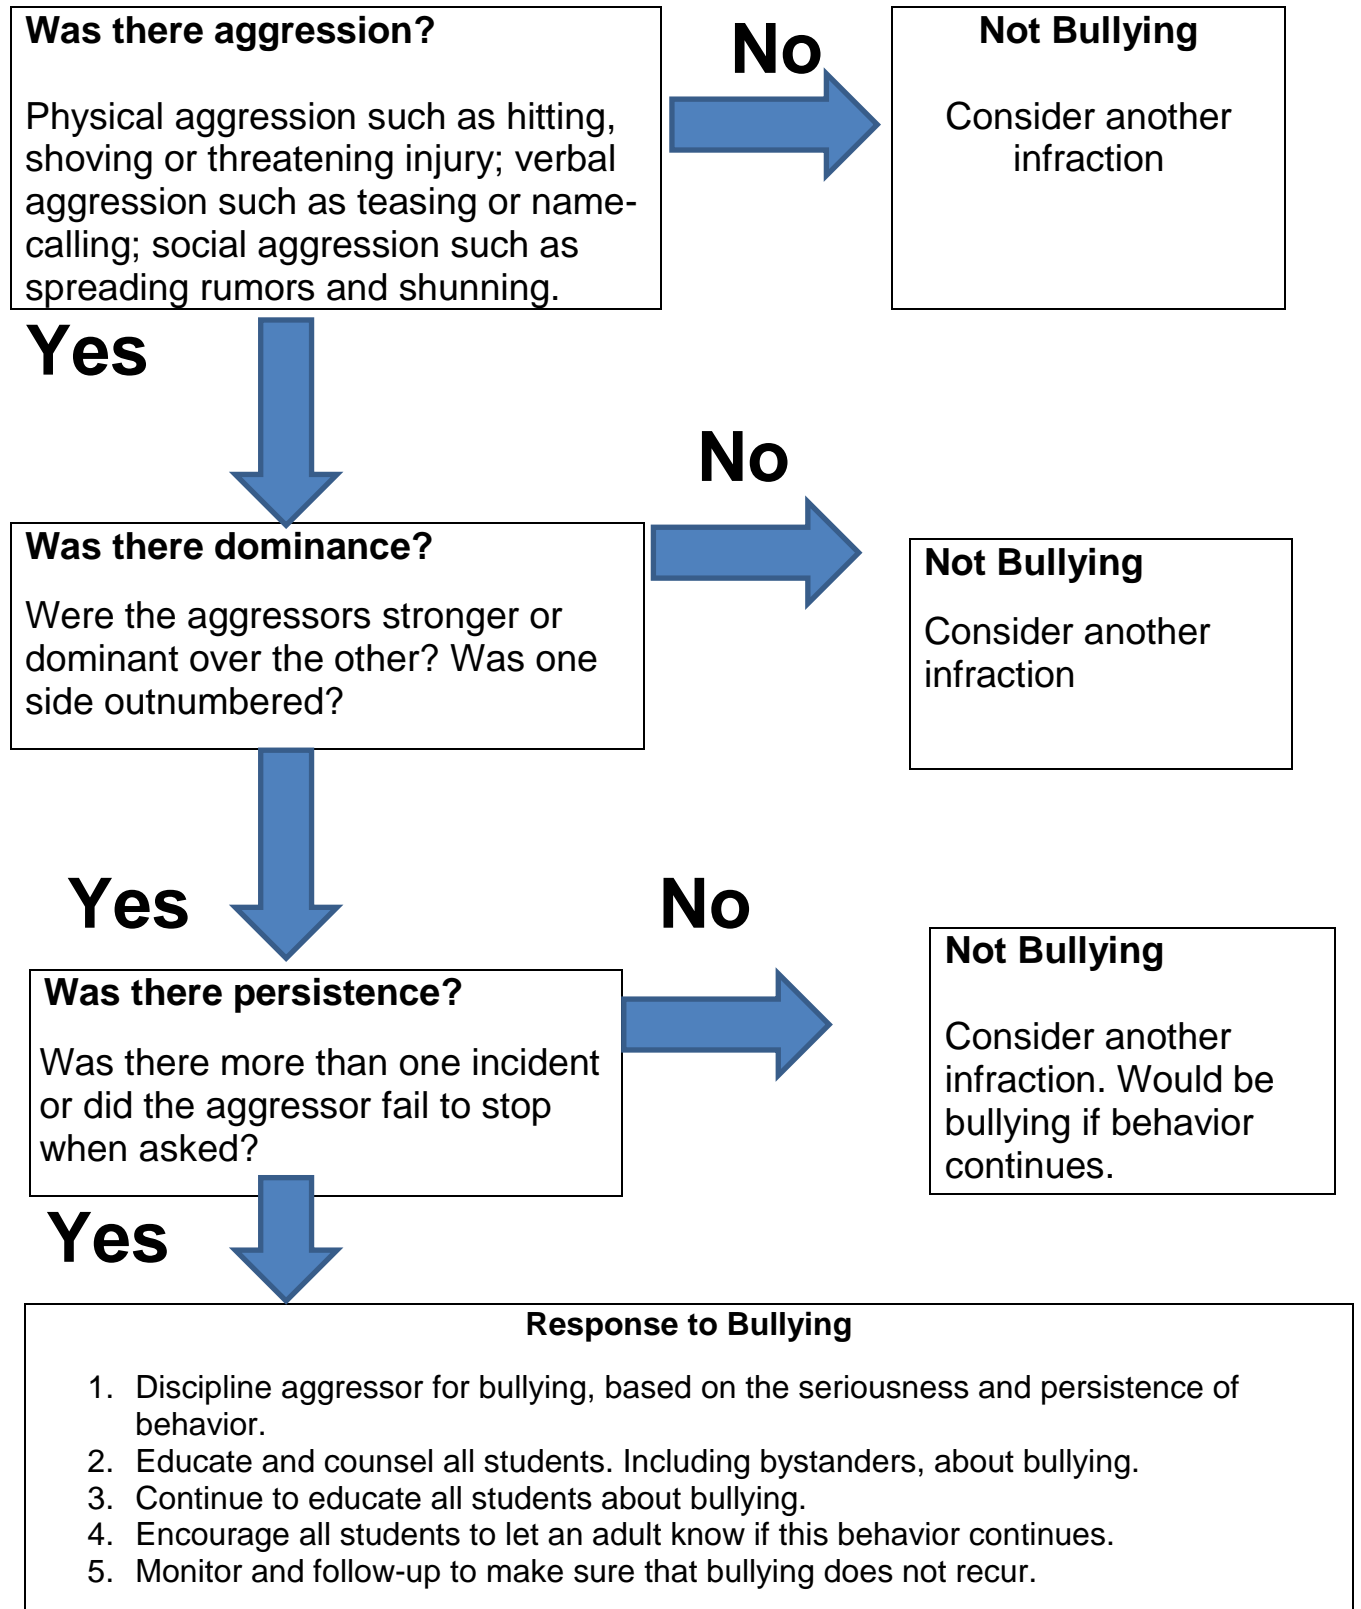 Was there aggression?
Physical aggression such as hitting,
shoving or threatening injury; verbal
aggression such as teasing or name-
calling; social aggression such as
spreading rumors and shunning.
No
Not Bullying
Consider another
infraction
Yes
No
Was there dominance?
Were the aggressors stronger or
dominant over the other? Was one
side outnumbered?
Not Bullying
Consider another
infraction
Yes
No
Was there persistence?
Was there more than one incident
or did the aggressor fail to stop
when asked?
Not Bullying
Consider another
infraction. Would be
bullying if behavior
continues.
Yes
Response to Bullying
1. Discipline aggressor for bullying, based on the seriousness and persistence of
behavior.
2. Educate and counsel all students. Including bystanders, about bullying.
3. Continue to educate all students about bullying.
4. Encourage all students to let an adult know if this behavior continues.
5. Monitor and follow-up to make sure that bullying does not recur.